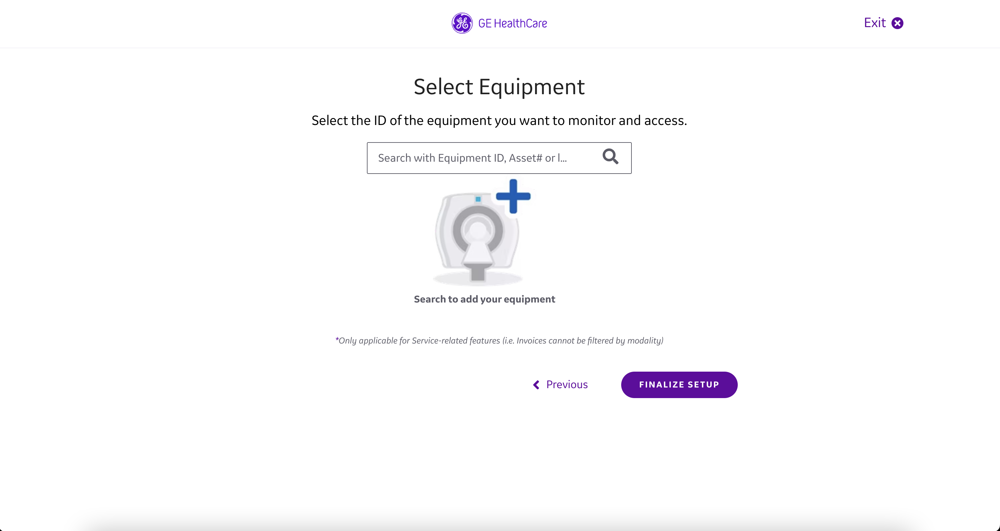 GE HealthCare
Exit
Select Equipment
Select the ID of the equipment you want to monitor and access.
Search with Equipment ID, Asset# or l...
Search to add your equipment
*Only applicable for Service-related features (i.e. Invoices cannot be filtered by modality)
Previous
FINALIZE SETUP